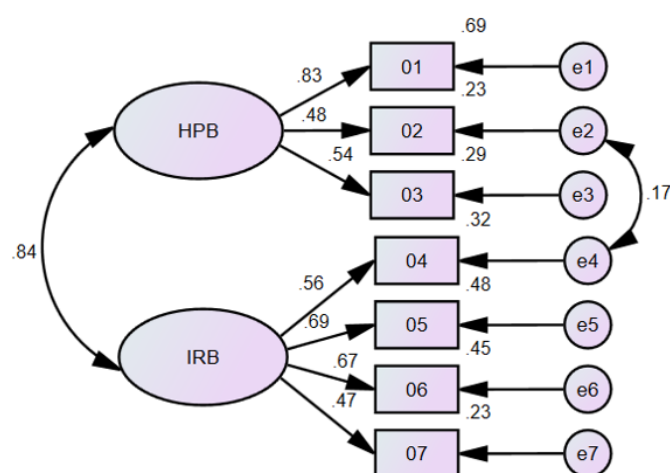 .69
.83 01 e1
.23
HPB .48 02 e2
.29
.54 03 e3
.17
.32
.84
04 e4
.56 .48
.69 05 e5
IRB .45
.67 06 e6
.47 .23
07 e7